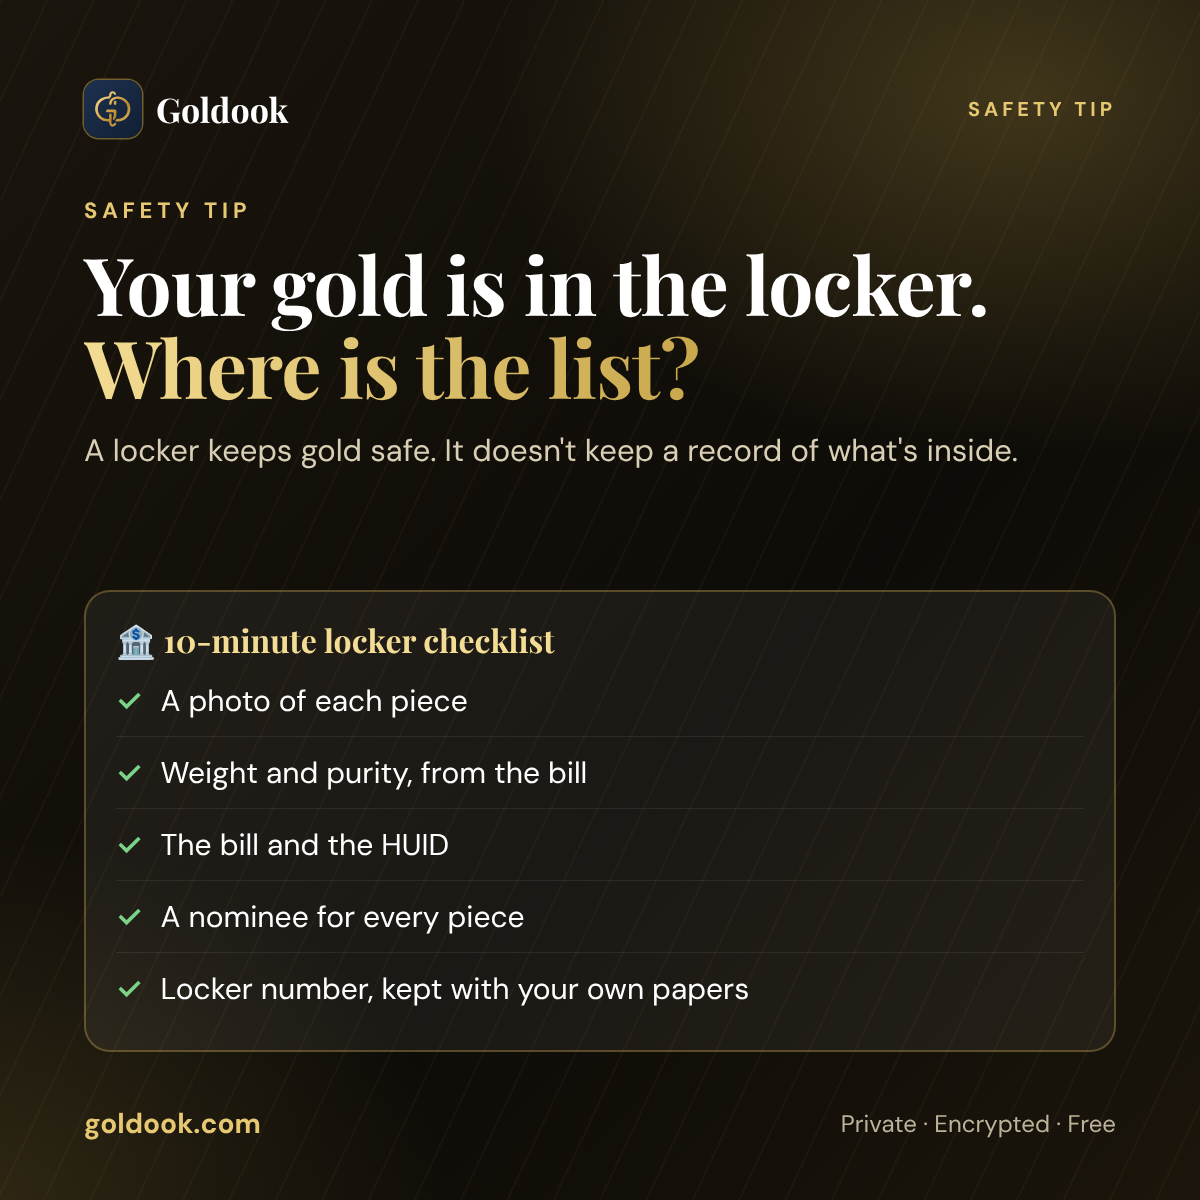 Goldook
SAFETY TIP
SAFETY TIP
Your gold is in the locker.
Where is the list?
A locker keeps gold safe. It doesn't keep a record of what's inside.
10-minute locker checklist
A photo of each piece
Weight and purity, from the bill
The bill and the HUID
A nominee for every piece
Locker number, kept with your own papers
goldook.com
Private · Encrypted · Free